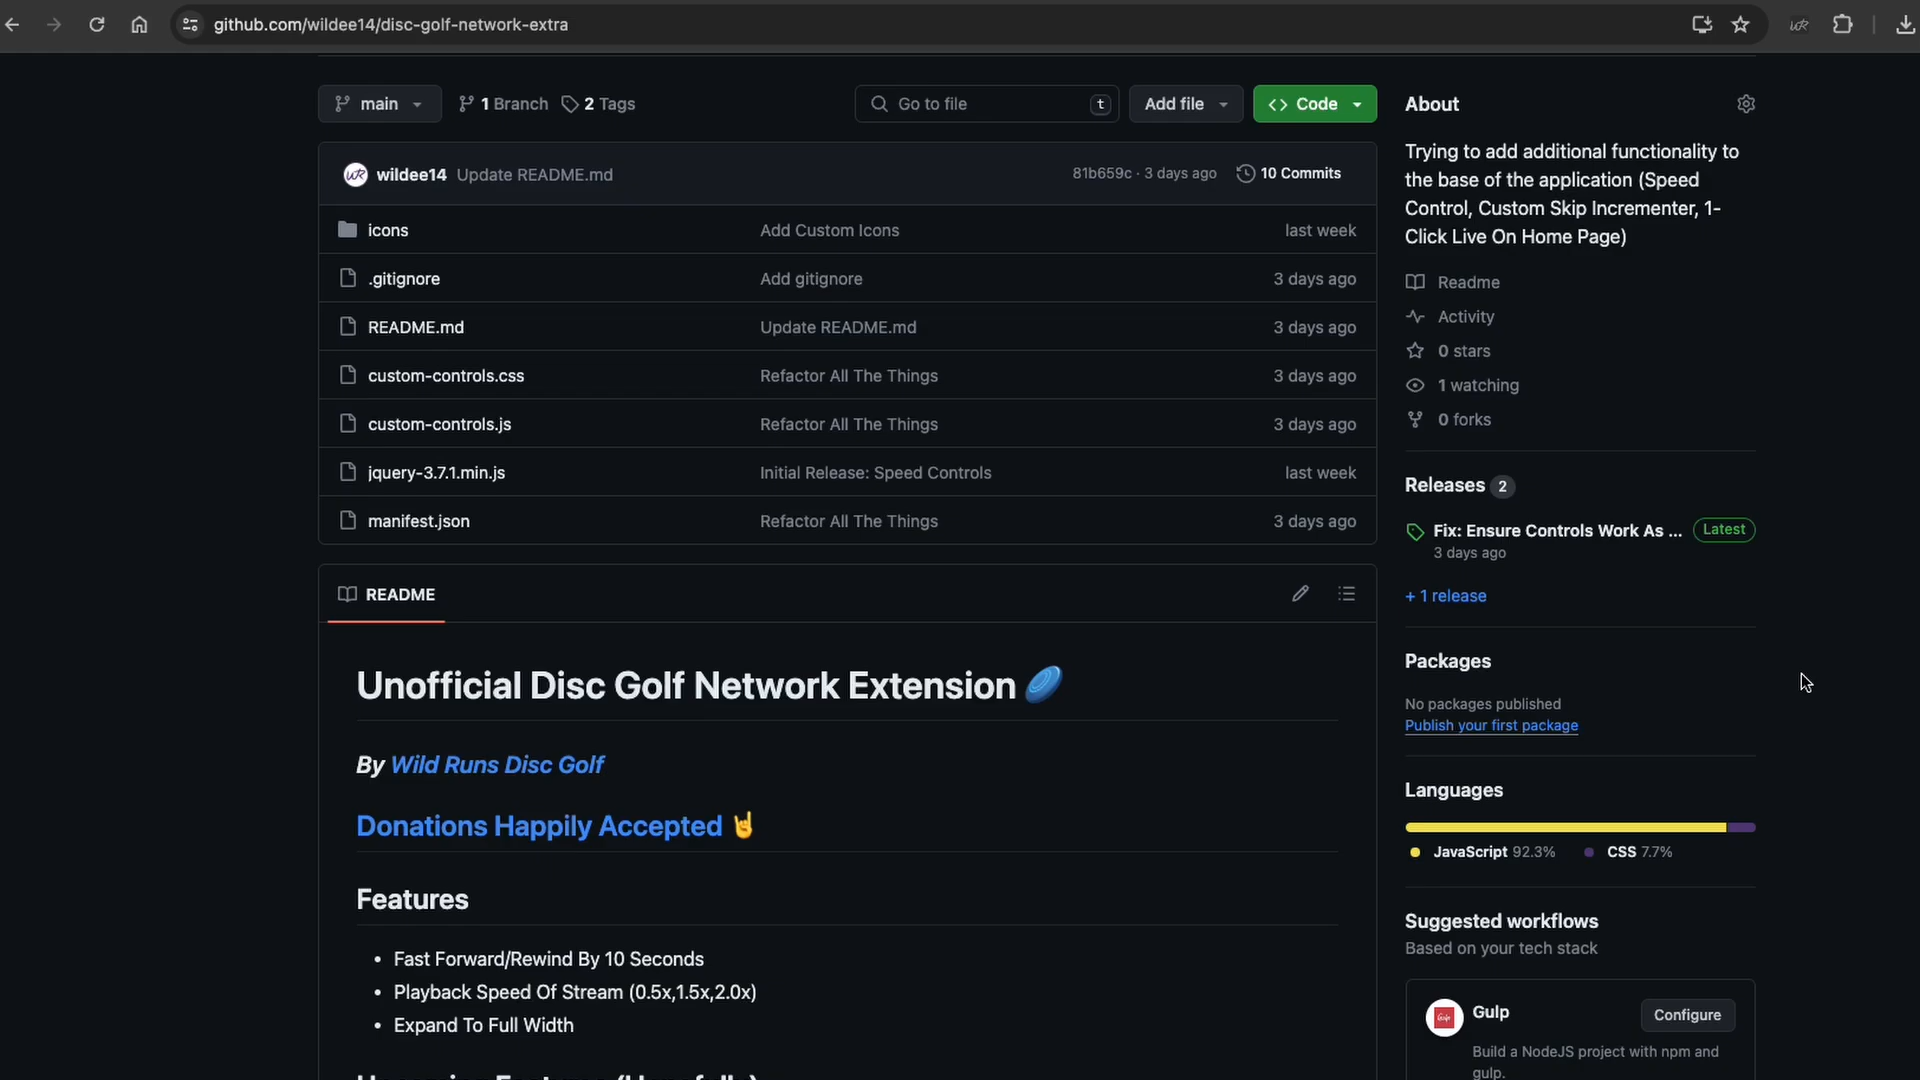 github.com/wildee14/disc-golf-network-extra
main
1 Branch
2 Tags
Go to file
t
Add file
Code
wildee14 Update README.md
81b659c · 3 days ago
10 Commits
icons
Add Custom Icons
last week
.gitignore
Add gitignore
3 days ago
README.md
Update README.md
3 days ago
custom-controls.css
Refactor All The Things
3 days ago
custom-controls.js
Refactor All The Things
3 days ago
jquery-3.7.1.min.js
Initial Release: Speed Controls
last week
manifest.json
Refactor All The Things
3 days ago
README
Unofficial Disc Golf Network Extension
By Wild Runs Disc Golf
Donations Happily Accepted 🤘
Features
• Fast Forward/Rewind By 10 Seconds
• Playback Speed Of Stream (0.5x,1.5x,2.0x)
• Expand To Full Width
About
Trying to add additional functionality to
the base of the application (Speed
Control, Custom Skip Incrementer, 1-
Click Live On Home Page)
Readme
Activity
0 stars
1 watching
0 forks
Releases 2
Fix: Ensure Controls Work As ...
Latest
3 days ago
+ 1 release
Packages
No packages published
Publish your first package
Languages
JavaScript 92.3%
CSS 7.7%
Suggested workflows
Based on your tech stack
Gulp
Configure
Build a NodeJS project with npm and
gulp.